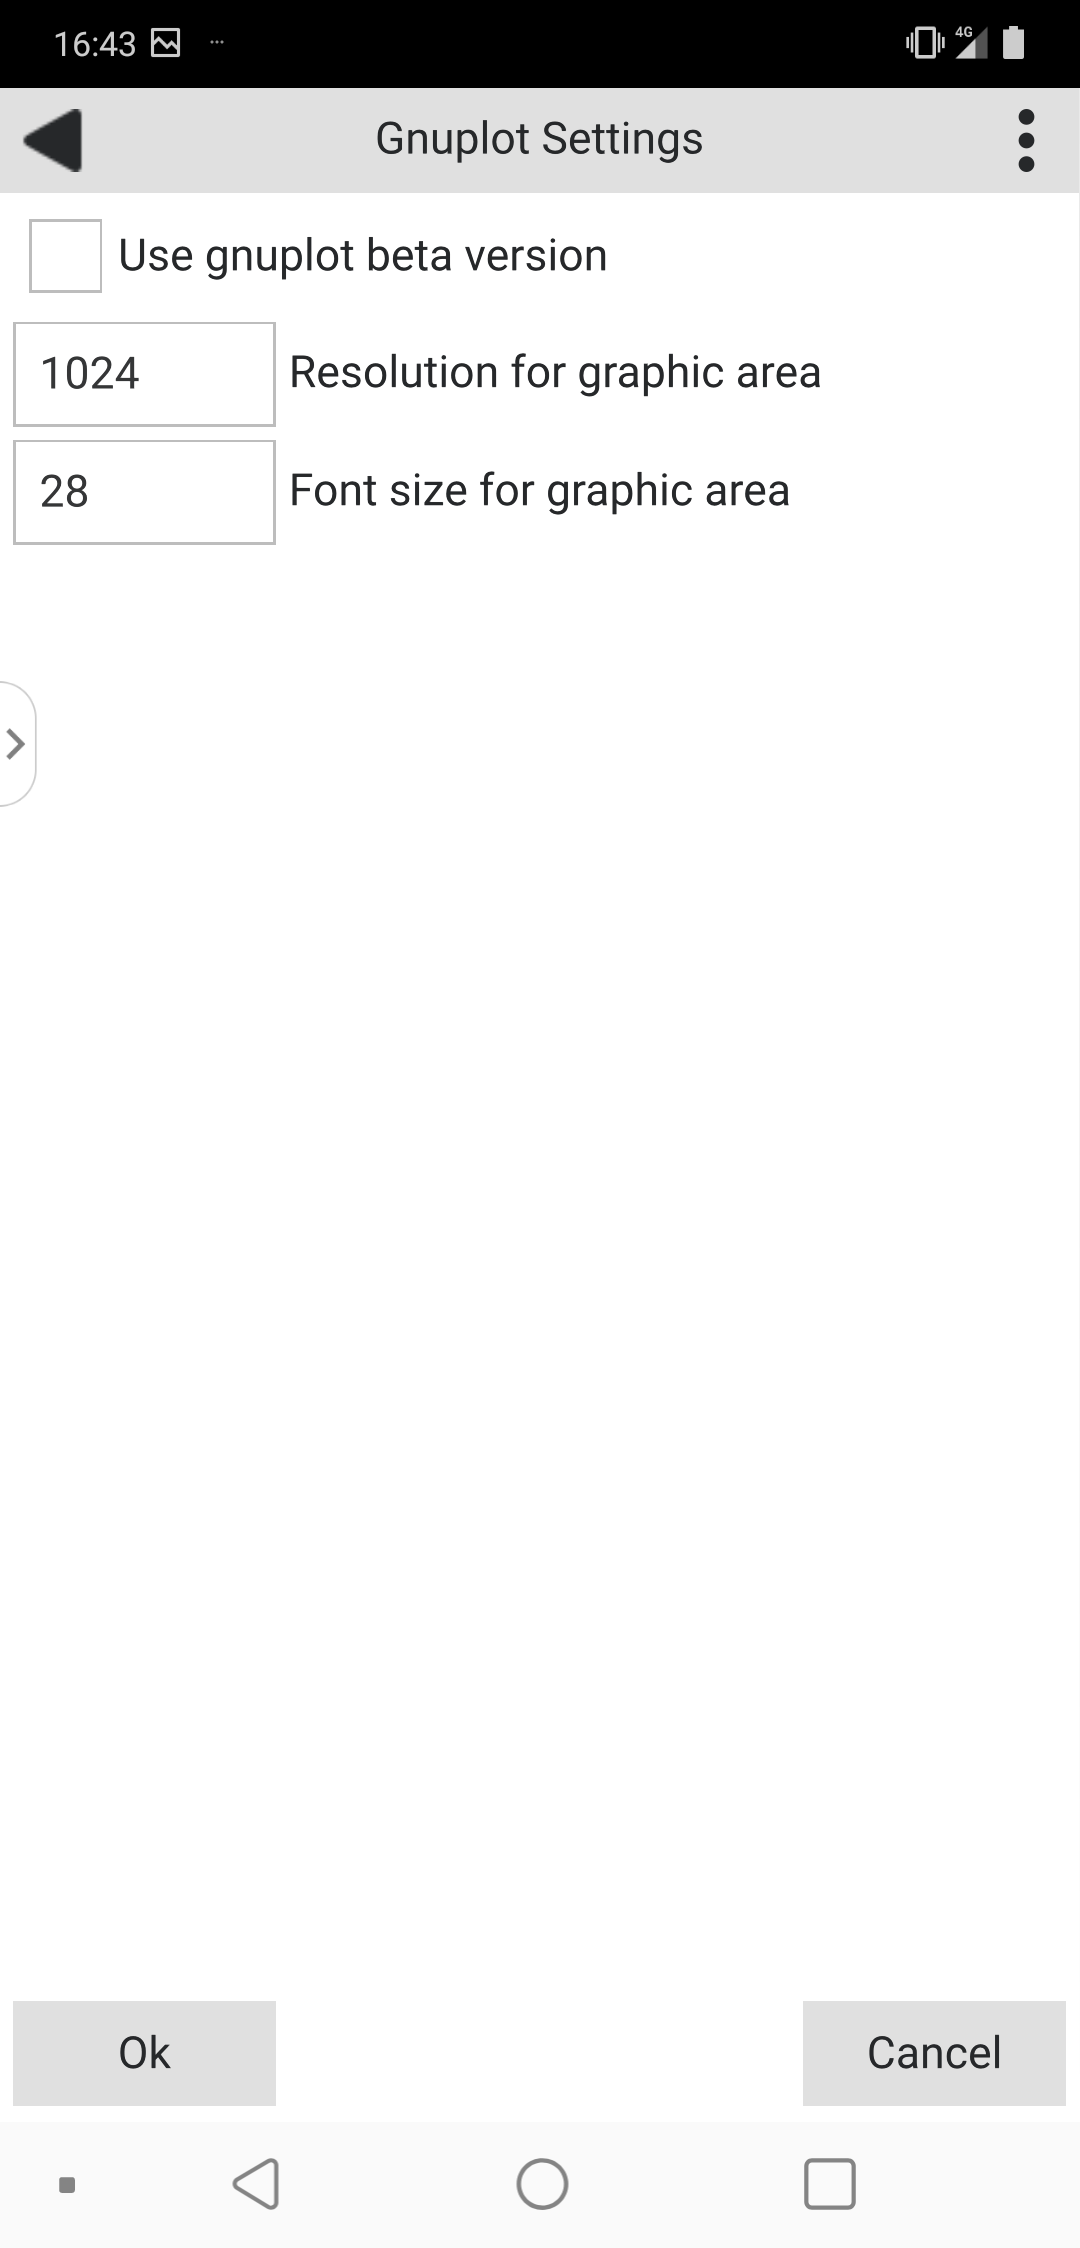 16:43
4G
Gnuplot Settings
Use gnuplot beta version
1024 Resolution for graphic area
28 Font size for graphic area
Ok Cancel